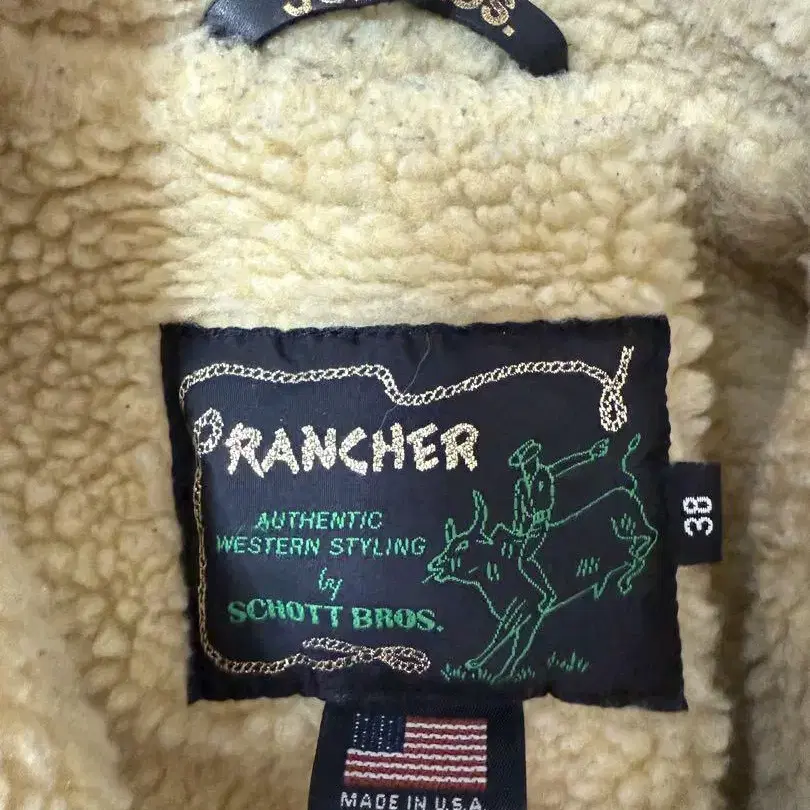 RANCHER
AUTHENTIC
WESTERN STYLING
by
SCHOTT BROS.
38
MADE IN U.S.A.